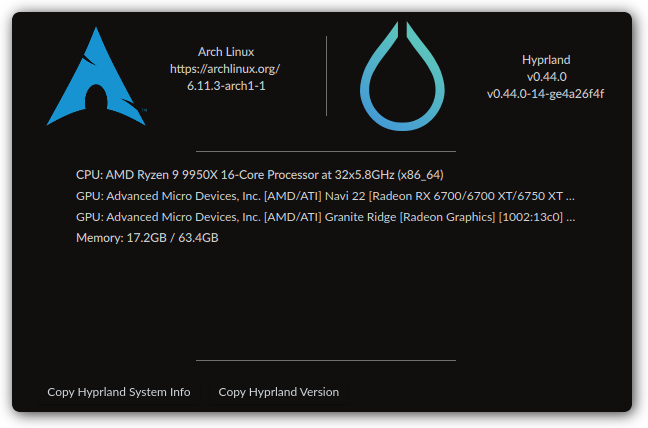 Arch Linux
https://archlinux.org/
6.11.3-arch1-1
Hyprland
v0.44.0
v0.44.0-14-ge4a26f4f
CPU: AMD Ryzen 9 9950X 16-Core Processor at 32x5.8GHz (x86_64)
GPU: Advanced Micro Devices, Inc. [AMD/ATI] Navi 22 [Radeon RX 6700/6700 XT/6750 XT ...
GPU: Advanced Micro Devices, Inc. [AMD/ATI] Granite Ridge [Radeon Graphics] [1002:13c0] ...
Memory: 17.2GB / 63.4GB
Copy Hyprland System Info
Copy Hyprland Version